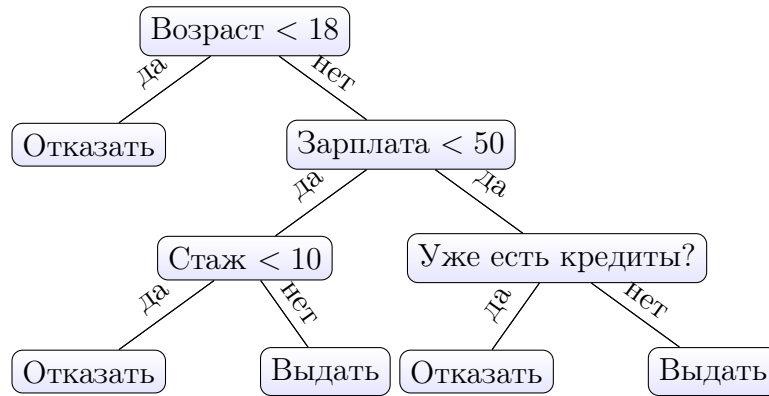 Возраст < 18
да
нет
Отказать
Зарплата < 50
да
да
Стаж < 10
Уже есть кредиты?
да
нет
да
нет
Отказать
Выдать
Отказать
Выдать